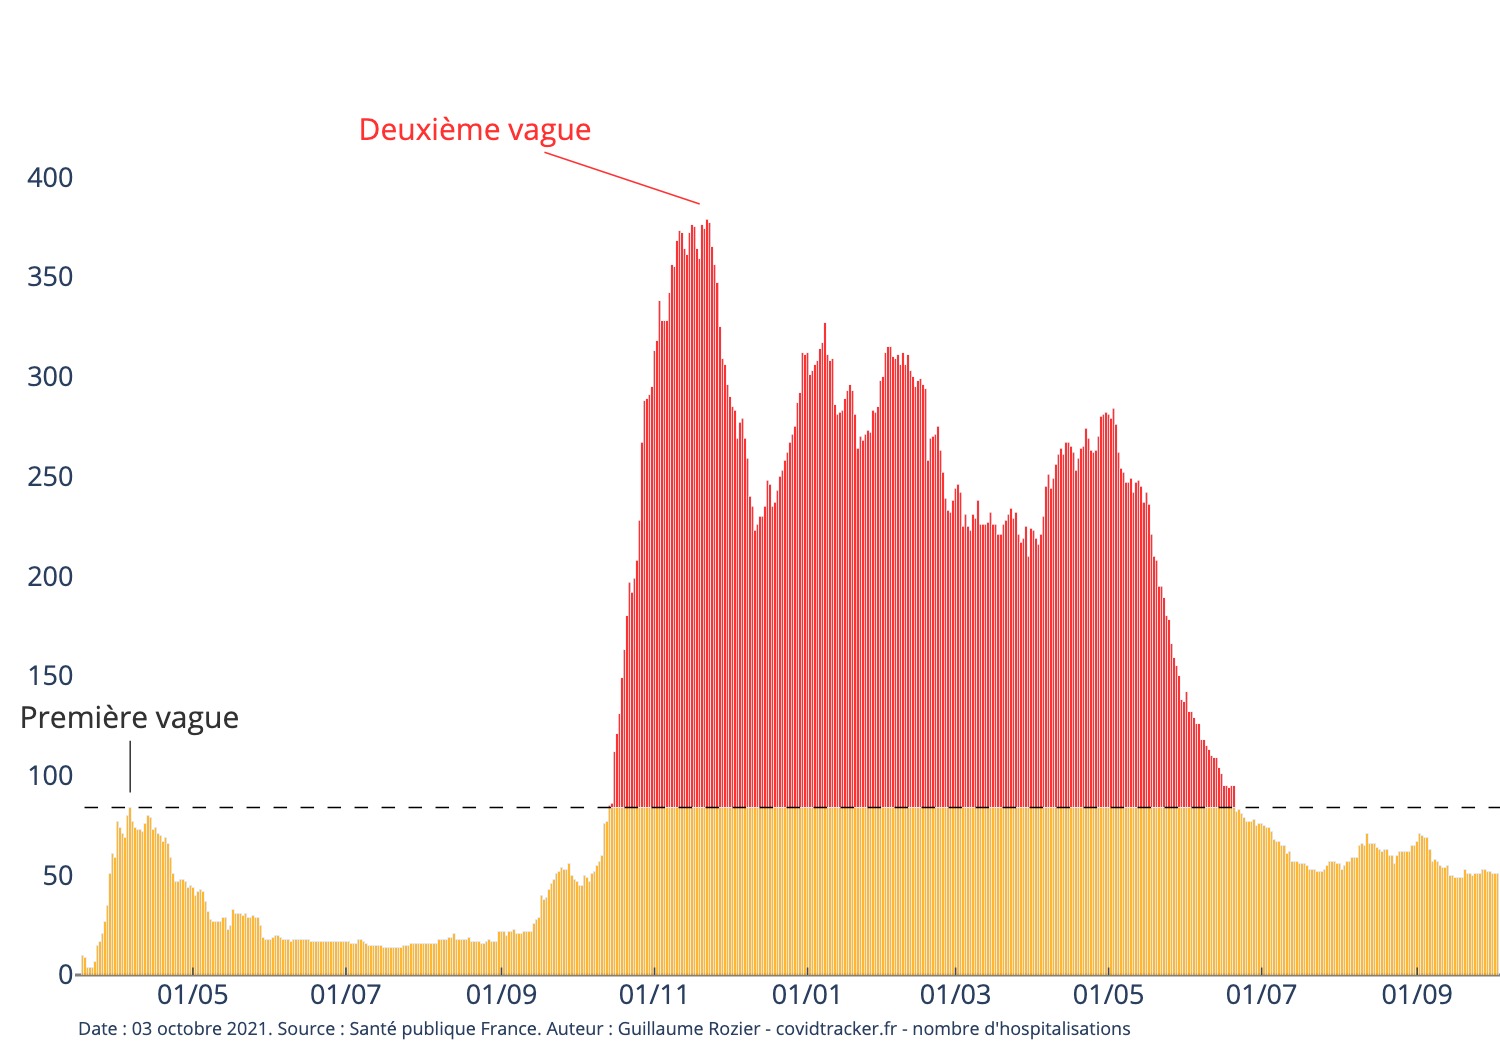 Deuxième vague
400
350
300
250
200
150
Première vague
100
50
0
01/05 01/07 01/09 01/11 01/01 01/03 01/05 01/07 01/09
Date : 03 octobre 2021. Source : Santé publique France. Auteur : Guillaume Rozier - covidtracker.fr - nombre d'hospitalisations